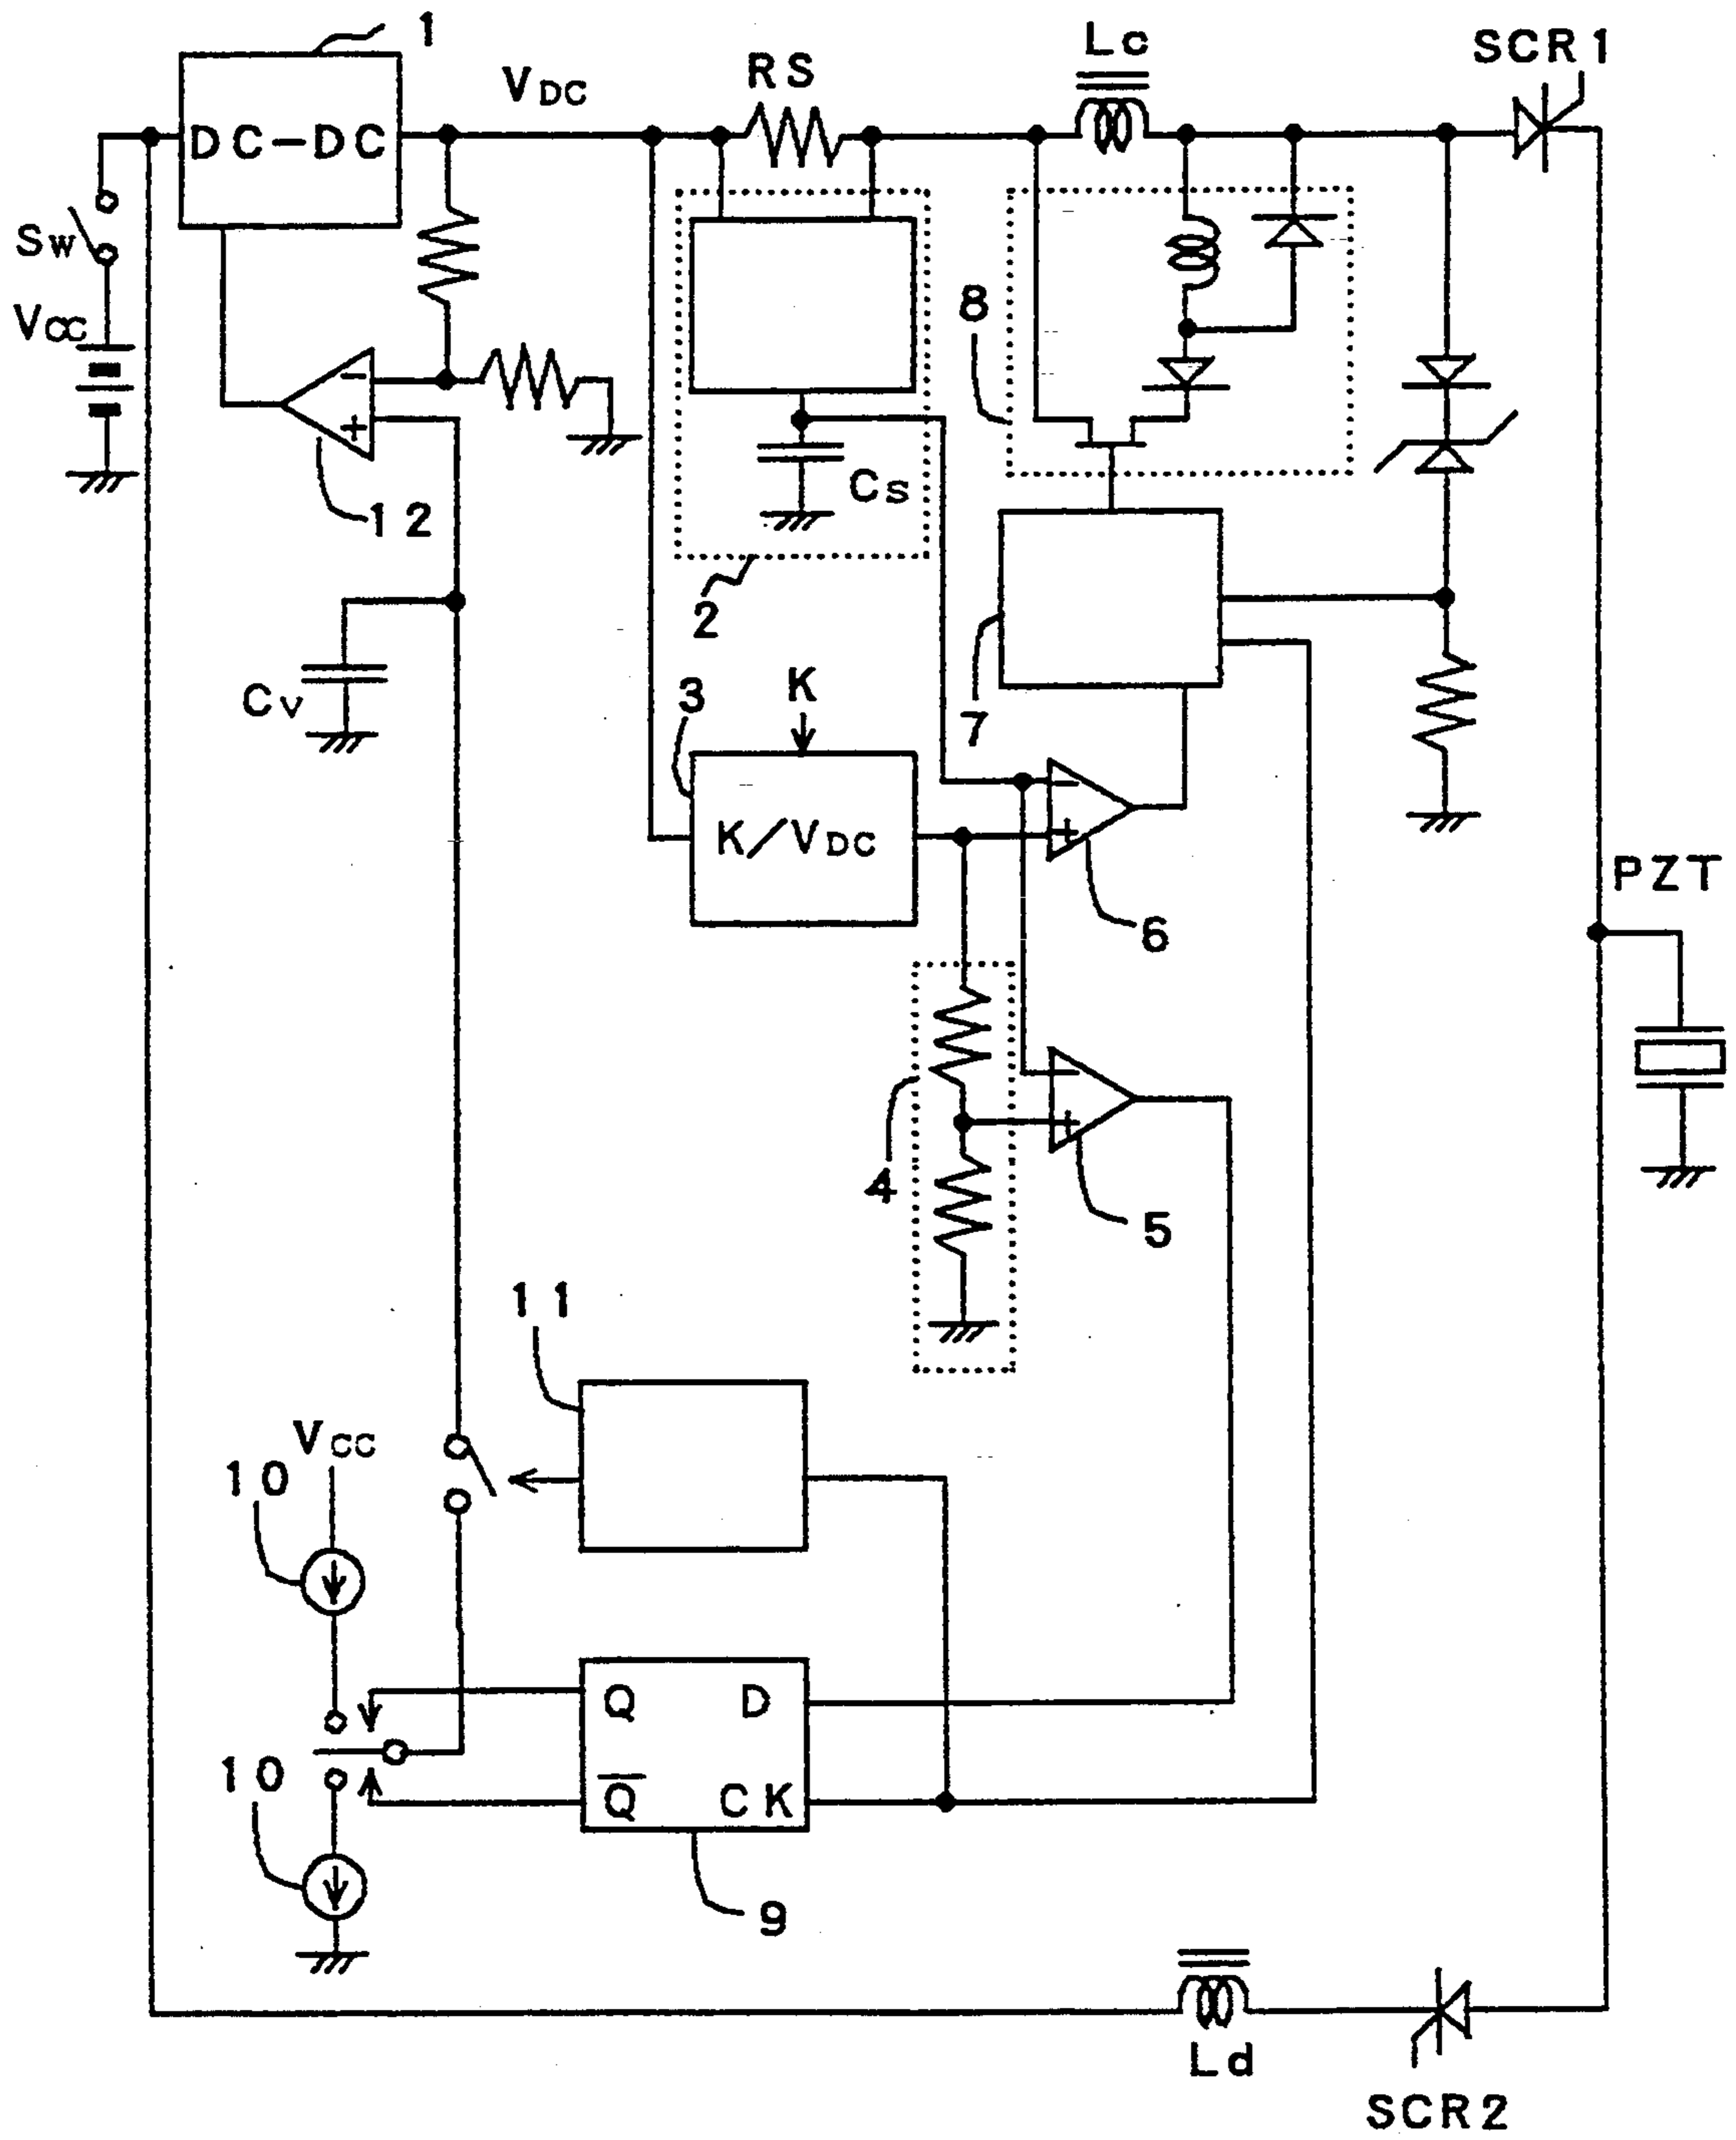 1
Lc
SCR1
RS
VDC
DC-DC
Sw
VCC
8
-
+
Cs
12
2
K
3
7
Cv
-
K/VDC
+
PZT
6
-
4
+
5
11
VCC
10
Q D
10
Q̅ CK
9
Ld
SCR2